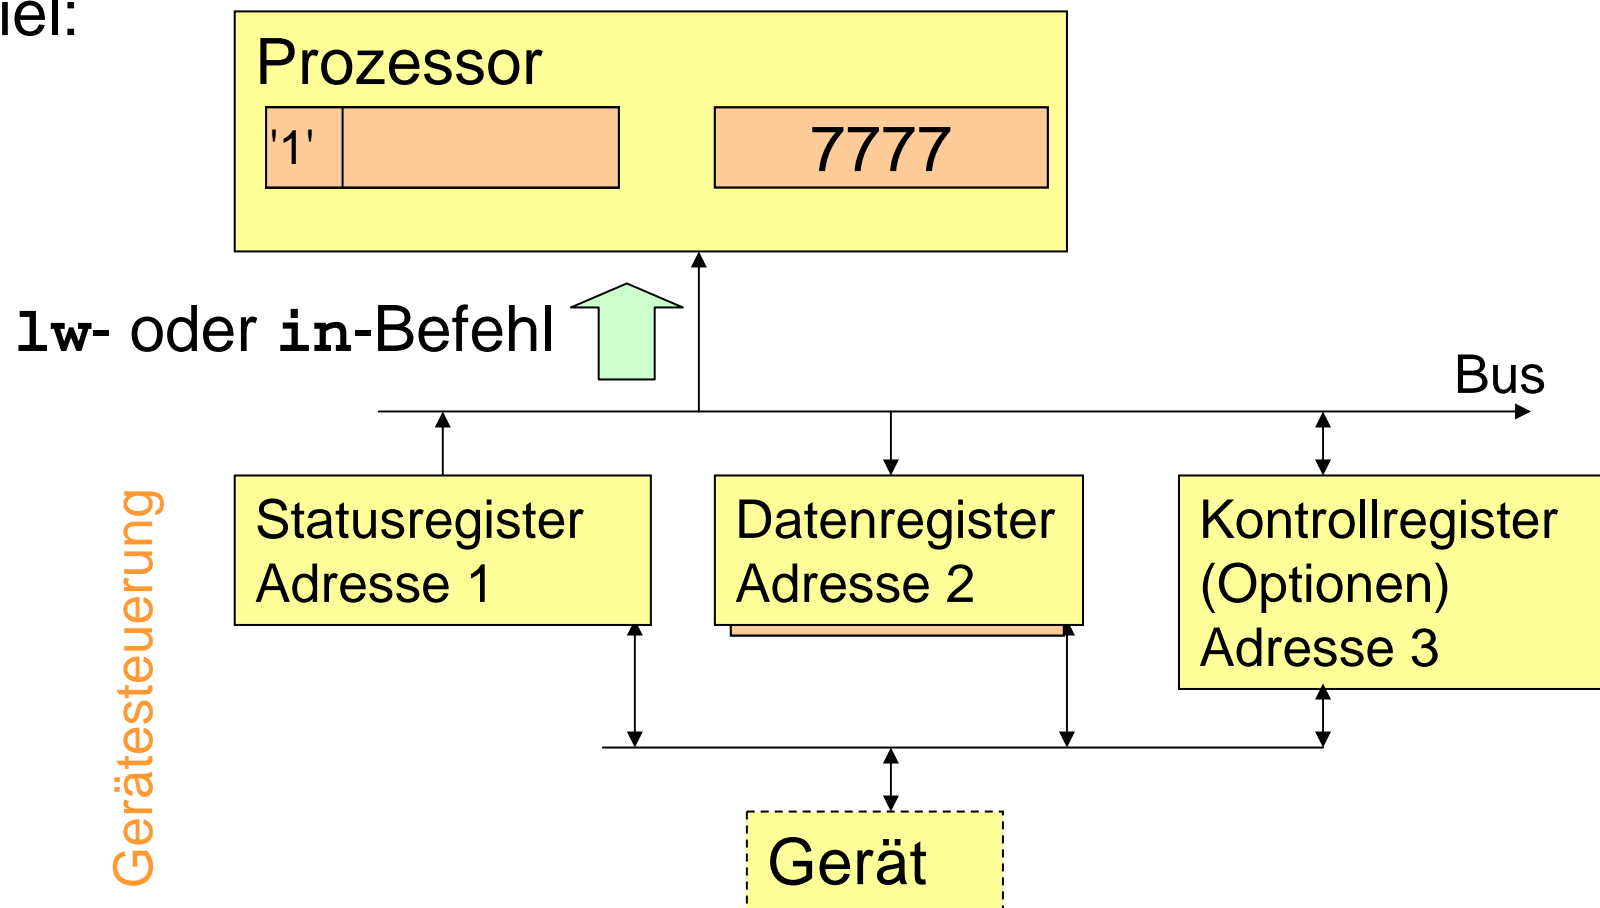 iel:
Prozessor
'1'
7777
lw- oder in-Befehl
Bus
Statusregister
Adresse 1
Datenregister
Adresse 2
Kontrollregister
(Optionen)
Adresse 3
Gerätesteuerung
Gerät